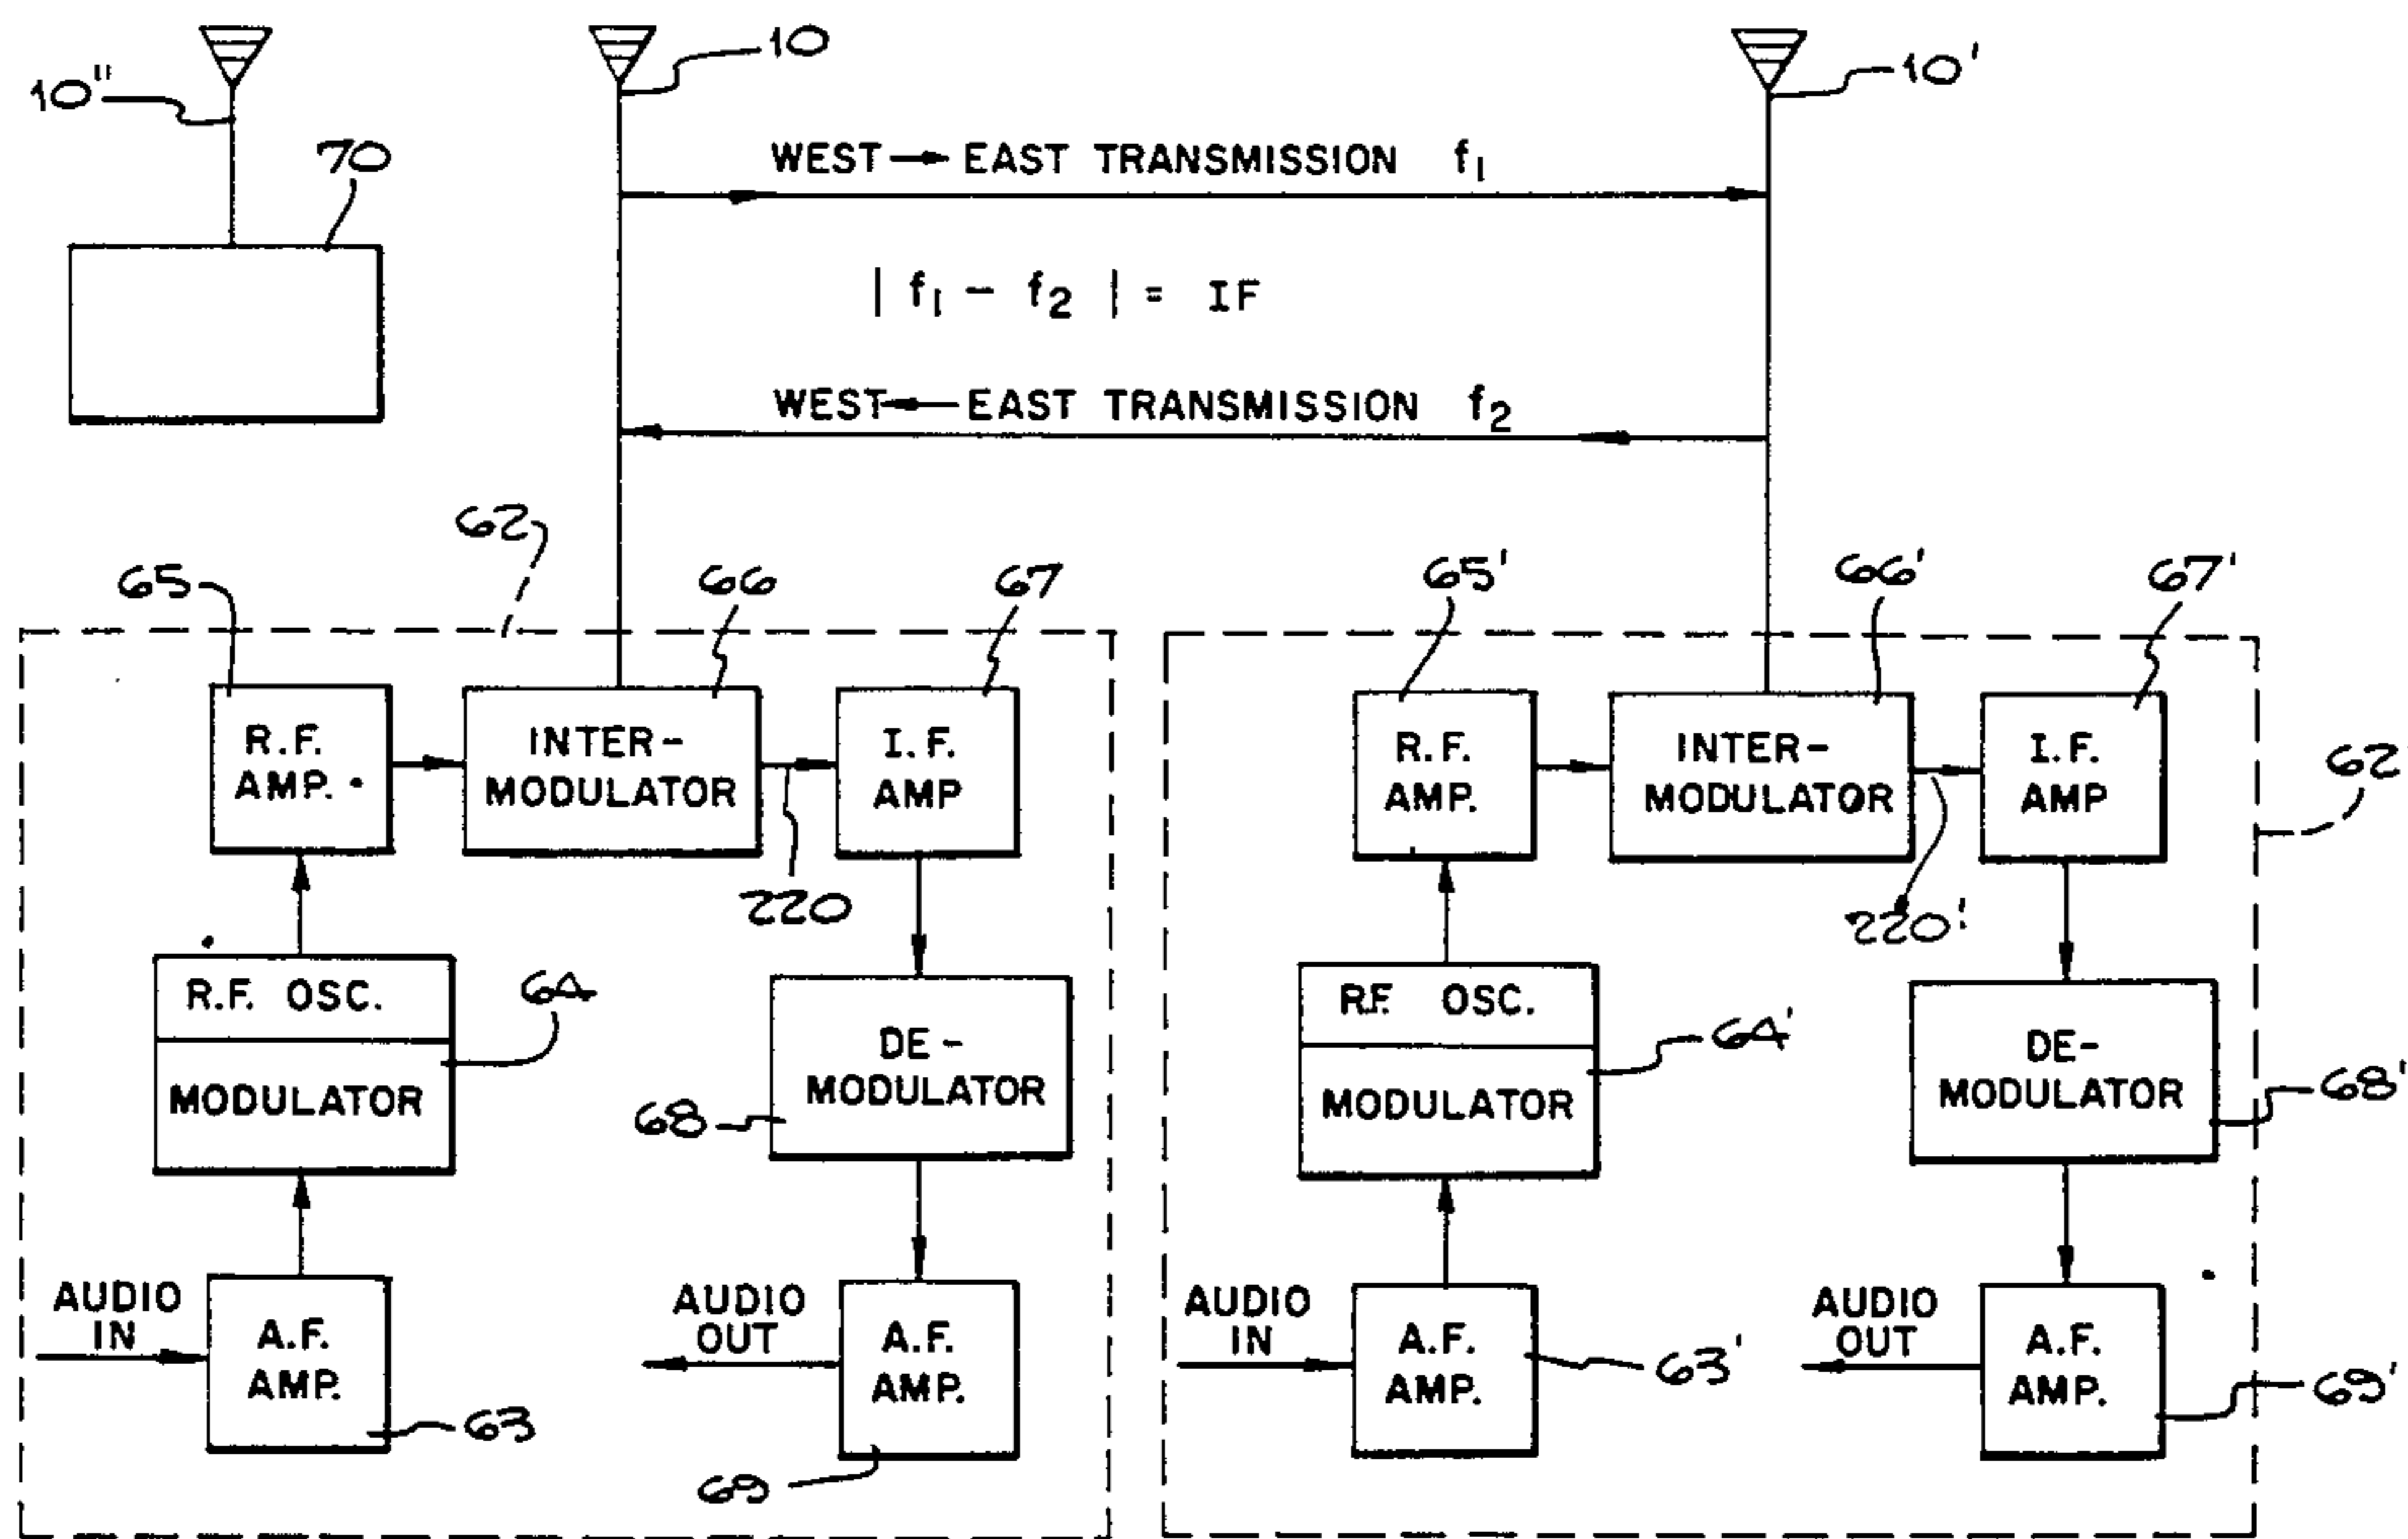 10"
10
10'
70
WEST → EAST TRANSMISSION f₁
| f₁ - f₂ | = IF
WEST ← EAST TRANSMISSION f₂
62
65
66
67
R.F.
AMP.
INTER-
MODULATOR
I.F.
AMP
220
R.F. OSC.
MODULATOR
64
DE-
MODULATOR
68
AUDIO
IN
A.F.
AMP.
63
AUDIO
OUT
A.F.
AMP.
69
65'
66'
67'
R.F.
AMP.
INTER-
MODULATOR
I.F.
AMP
62
220'
R.F. OSC.
MODULATOR
64'
DE-
MODULATOR
68'
AUDIO
IN
A.F.
AMP.
63'
AUDIO
OUT
A.F.
AMP.
69'